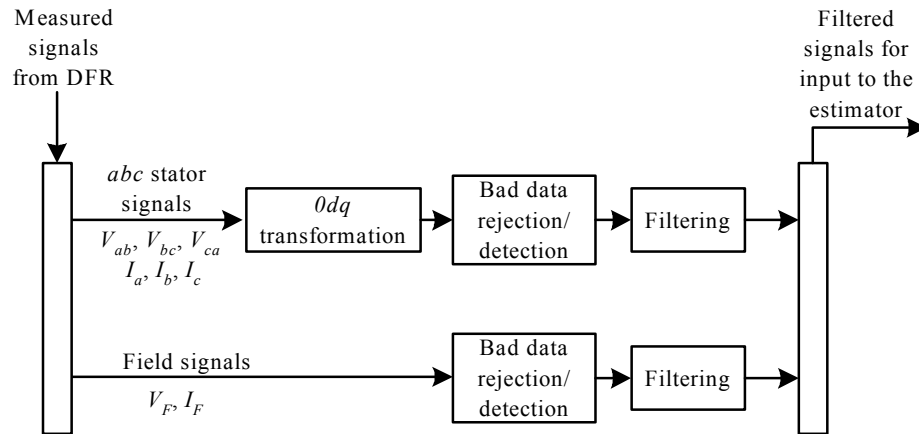 Measured
signals
from DFR
Filtered
signals for
input to the
estimator
abc stator
signals
V_ab, V_bc, V_ca
I_a, I_b, I_c
0dq
transformation
Bad data
rejection/
detection
Filtering
Field signals
V_F, I_F
Bad data
rejection/
detection
Filtering